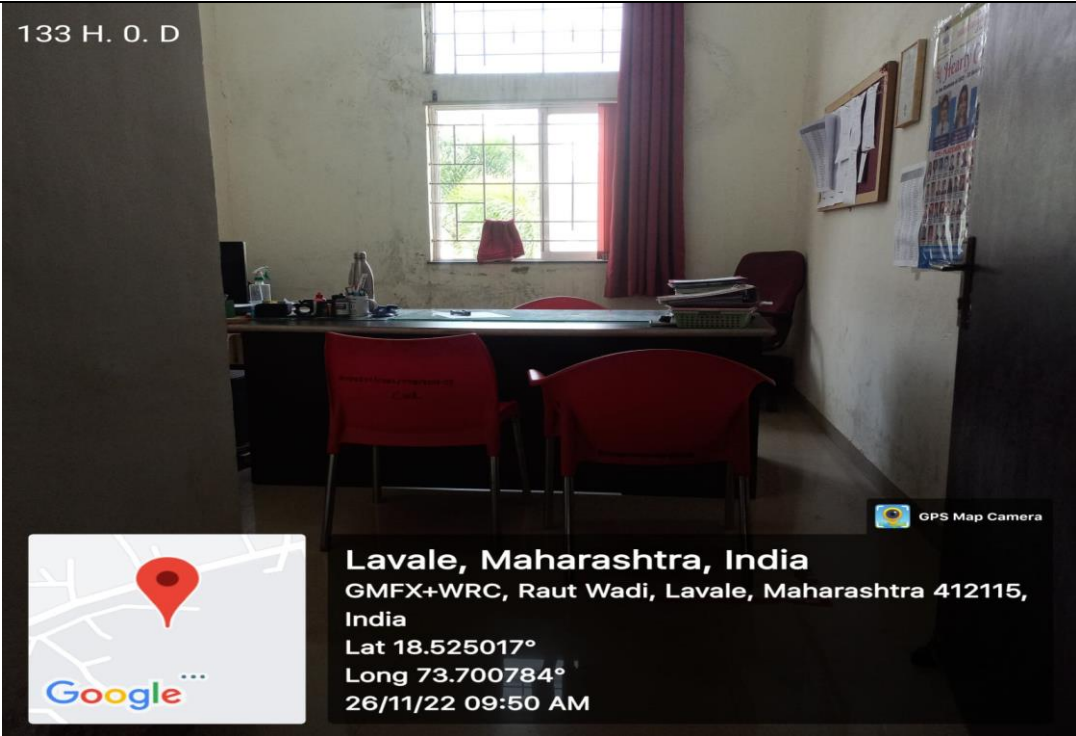 133 H. 0. D
Hearty
GPS Map Camera
Lavale, Maharashtra, India
GMFX+WRC, Raut Wadi, Lavale, Maharashtra 412115,
India
Lat 18.525017°
Long 73.700784°
26/11/22 09:50 AM
Google